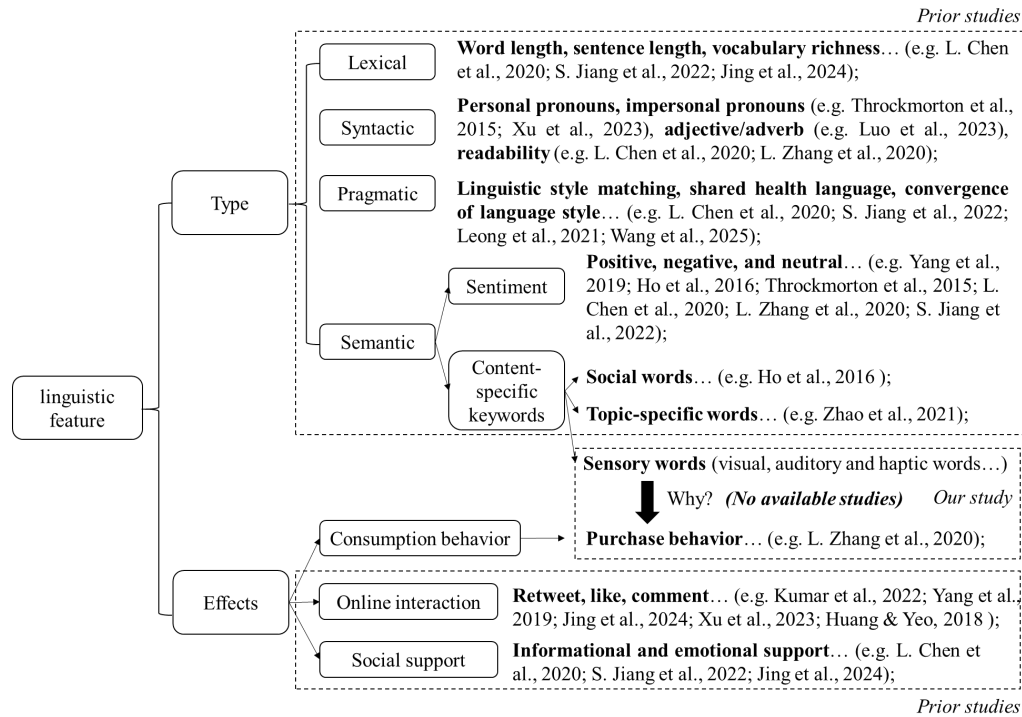 Prior studies
Lexical
Word length, sentence length, vocabulary richness… (e.g. L. Chen
et al., 2020; S. Jiang et al., 2022; Jing et al., 2024);
Syntactic
Personal pronouns, impersonal pronouns (e.g. Throckmorton et al.,
2015; Xu et al., 2023), adjective/adverb (e.g. Luo et al., 2023),
readability (e.g. L. Chen et al., 2020; L. Zhang et al., 2020);
Type
Pragmatic
Linguistic style matching, shared health language, convergence
of language style… (e.g. L. Chen et al., 2020; S. Jiang et al., 2022;
Leong et al., 2021; Wang et al., 2025);
Semantic
Sentiment
Positive, negative, and neutral… (e.g. Yang et al.,
2019; Ho et al., 2016; Throckmorton et al., 2015; L.
Chen et al., 2020; L. Zhang et al., 2020; S. Jiang et
al., 2022);
Content-
specific
keywords
Social words… (e.g. Ho et al., 2016 );
Topic-specific words… (e.g. Zhao et al., 2021);
linguistic
feature
Sensory words (visual, auditory and haptic words…)
Why? (No available studies)
Our study
Consumption behavior
Purchase behavior… (e.g. L. Zhang et al., 2020);
Effects
Online interaction
Retweet, like, comment… (e.g. Kumar et al., 2022; Yang et al.,
2019; Jing et al., 2024; Xu et al., 2023; Huang & Yeo, 2018 );
Social support
Informational and emotional support… (e.g. L. Chen et
al., 2020; S. Jiang et al., 2022; Jing et al., 2024);
Prior studies